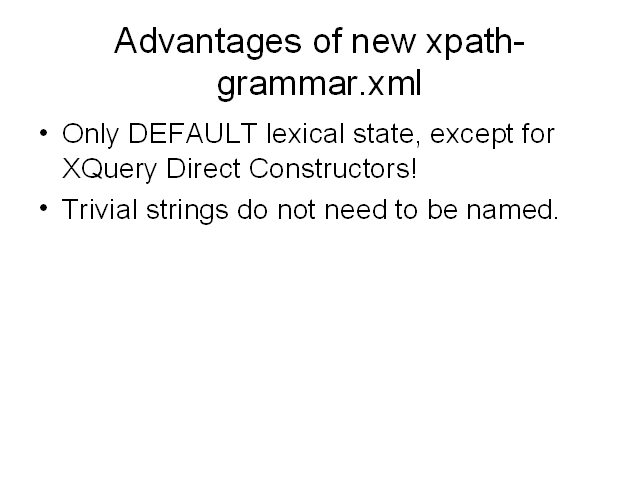 Advantages of new xpath-
grammar.xml
• Only DEFAULT lexical state, except for
XQuery Direct Constructors!
• Trivial strings do not need to be named.